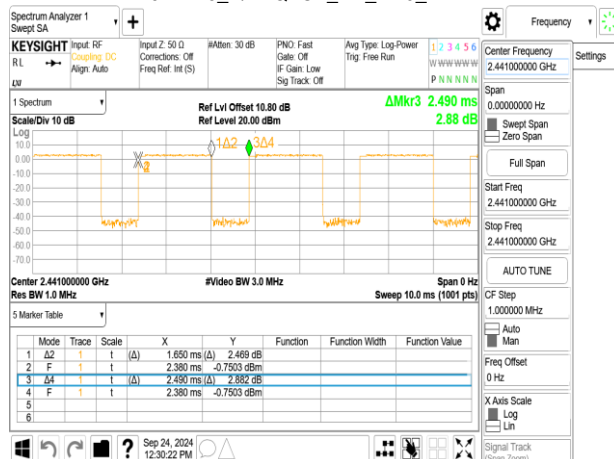 Spectrum Analyzer 1
Swept SA
+
Frequency
KEYSIGHT
RL
Input: RF
Coupling: DC
Align: Auto
Input Z: 50 Ω
Corrections: Off
Freq Ref: Int (S)
#Atten: 30 dB
PNO: Fast
Gate: Off
IF Gain: Low
Sig Track: Off
Avg Type: Log-Power
Trig: Free Run
1 2 3 4 5 6
W W W W W W
P N N N N N
Center Frequency
2.441000000 GHz
Settings
Span
0.00000000 Hz
Swept Span
Zero Span
Full Span
Start Freq
2.441000000 GHz
Stop Freq
2.441000000 GHz
AUTO TUNE
CF Step
1.000000 MHz
Auto
Man
Freq Offset
0 Hz
X Axis Scale
Log
Lin
Signal Track
(Span Zoom)
1 Spectrum
Scale/Div 10 dB
Ref Lvl Offset 10.80 dB
Ref Level 20.00 dBm
ΔMkr3 2.490 ms
2.88 dB
Log
10.0
0.00
-10.0
-20.0
-30.0
-40.0
-50.0
-60.0
-70.0
1Δ2
3Δ4
Center 2.441000000 GHz
#Video BW 3.0 MHz
Span 0 Hz
Res BW 1.0 MHz
Sweep 10.0 ms (1001 pts)
5 Marker Table
Mode Trace Scale X Y Function Function Width Function Value
1 Δ2 1 t (Δ) 1.650 ms (Δ) 2.469 dB
2 F 1 t 2.380 ms -0.7503 dBm
3 Δ4 1 t (Δ) 2.490 ms (Δ) 2.882 dB
4 F 1 t 2.380 ms -0.7503 dBm
5
6
?
Sep 24, 2024
12:30:22 PM